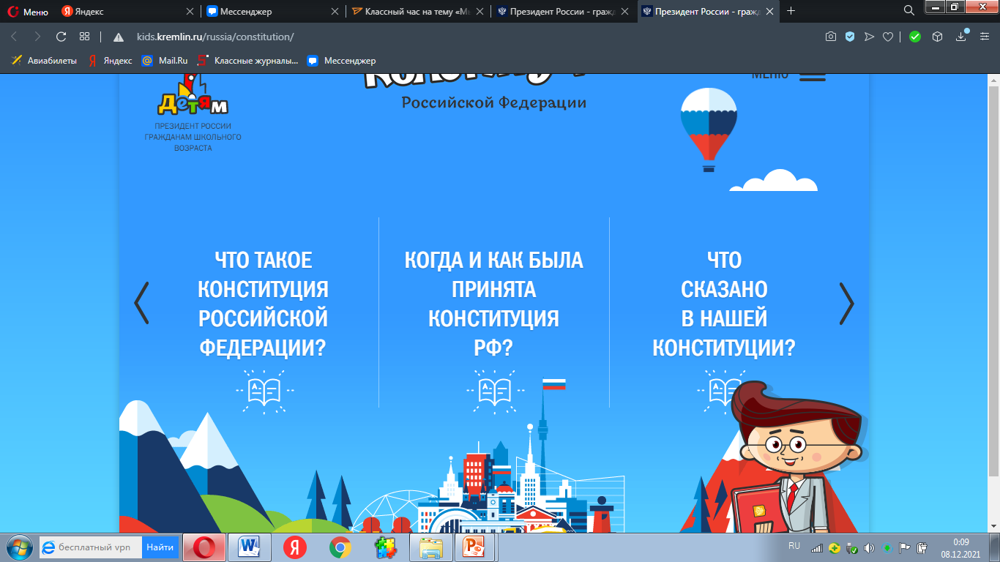 Меню
Яндекс
Мессенджер
Классный час на тему «Мы
Президент России - гражд
Президент России - гражд
kids.kremlin.ru/russia/constitution/
Авиабилеты
Яндекс
Mail.Ru
Классные журналы...
Мессенджер
Детям
ПРЕЗИДЕНТ РОССИИ
ГРАЖДАНАМ ШКОЛЬНОГО
ВОЗРАСТА
Российской Федерации
МЕНЮ
ЧТО ТАКОЕ
КОНСТИТУЦИЯ
РОССИЙСКОЙ
ФЕДЕРАЦИИ?
КОГДА И КАК БЫЛА
ПРИНЯТА
КОНСТИТУЦИЯ
РФ?
ЧТО
СКАЗАНО
В НАШЕЙ
КОНСТИТУЦИИ?
бесплатный vpn
Найти
RU
0:09
08.12.2021